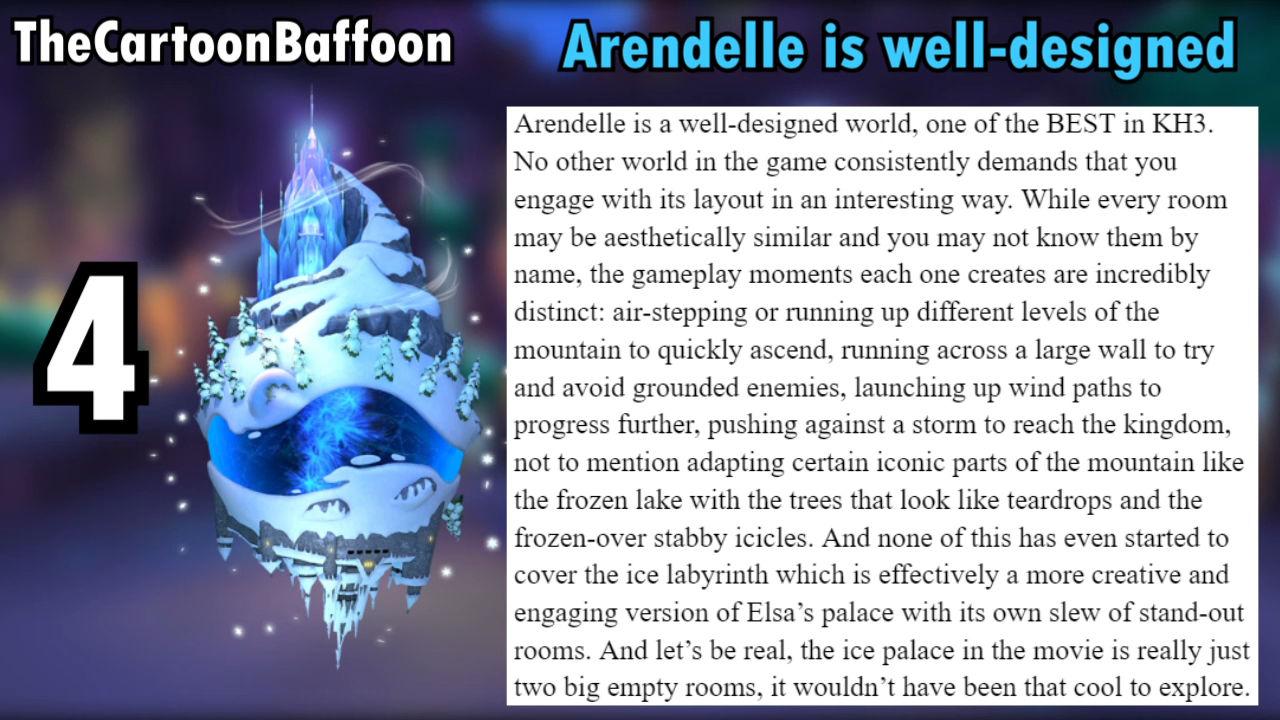 TheCartoonBaffoon
Arendelle is well-designed
4
Arendelle is a well-designed world, one of the BEST in KH3.
No other world in the game consistently demands that you
engage with its layout in an interesting way. While every room
may be aesthetically similar and you may not know them by
name, the gameplay moments each one creates are incredibly
distinct: air-stepping or running up different levels of the
mountain to quickly ascend, running across a large wall to try
and avoid grounded enemies, launching up wind paths to
progress further, pushing against a storm to reach the kingdom,
not to mention adapting certain iconic parts of the mountain like
the frozen lake with the trees that look like teardrops and the
frozen-over stabby icicles. And none of this has even started to
cover the ice labyrinth which is effectively a more creative and
engaging version of Elsa’s palace with its own slew of stand-out
rooms. And let’s be real, the ice palace in the movie is really just
two big empty rooms, it wouldn’t have been that cool to explore.